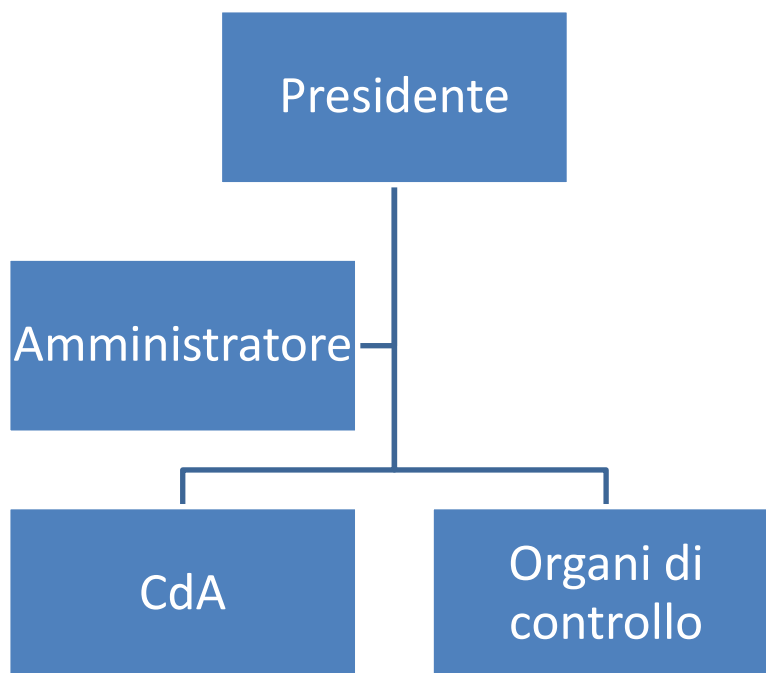 Presidente
Amministratore
CdA
Organi di
controllo